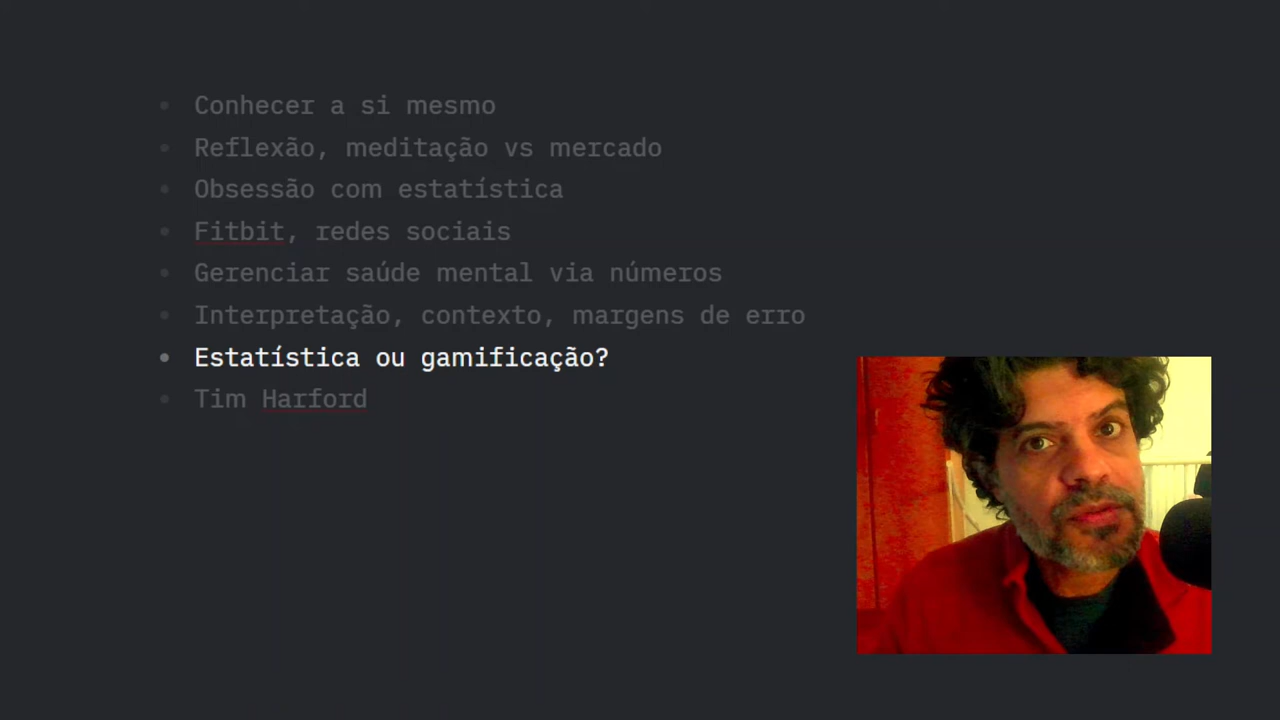 Conhecer a si mesmo
Reflexão, meditação vs mercado
Obsessão com estatística
Fitbit, redes sociais
Gerenciar saúde mental via números
Interpretação, contexto, margens de erro
Estatística ou gamificação?
Tim Harford